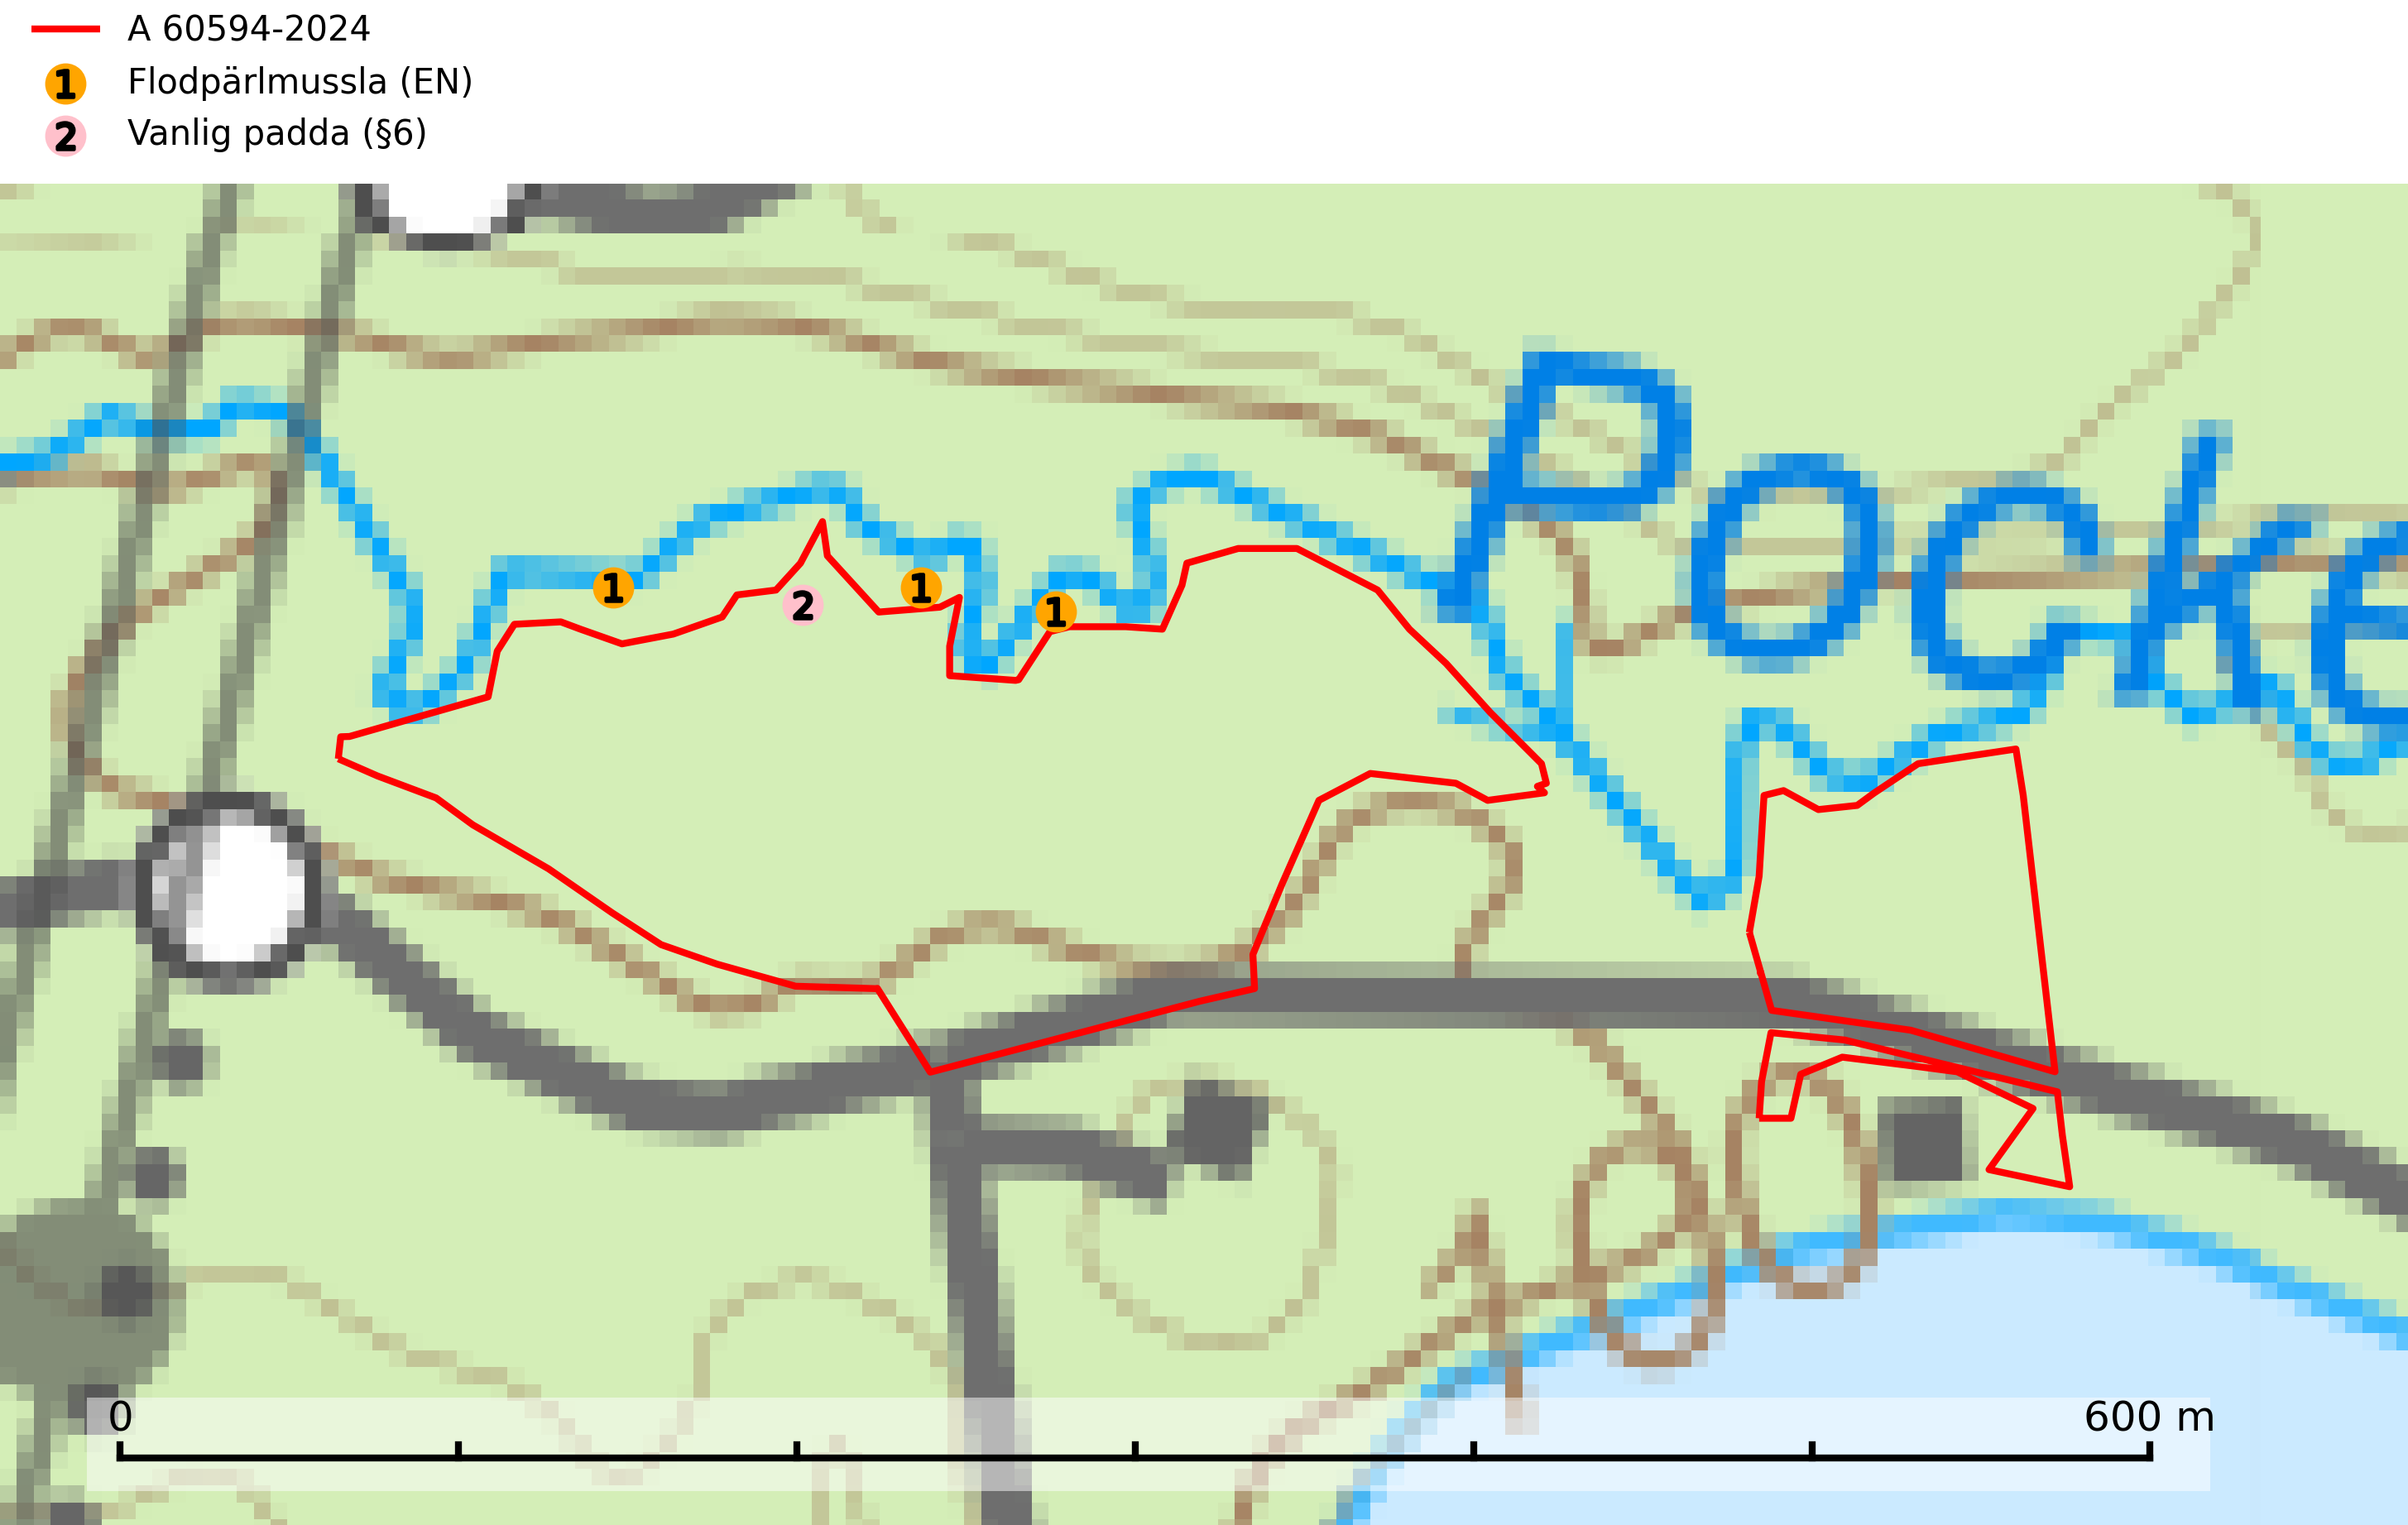 A 60594-2024
1 Flodpärlmussla (EN)
2 Vanlig padda (§6)
1
2
1
1
0
600 m